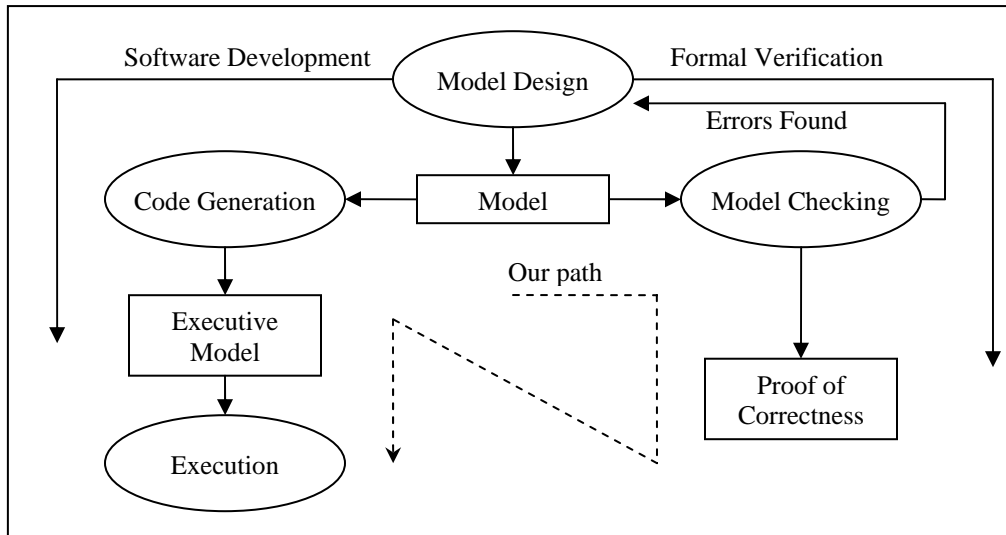 Software Development
Formal Verification
Model Design
Errors Found
Code Generation
Model
Model Checking
Our path
Executive
Model
Proof of
Correctness
Execution